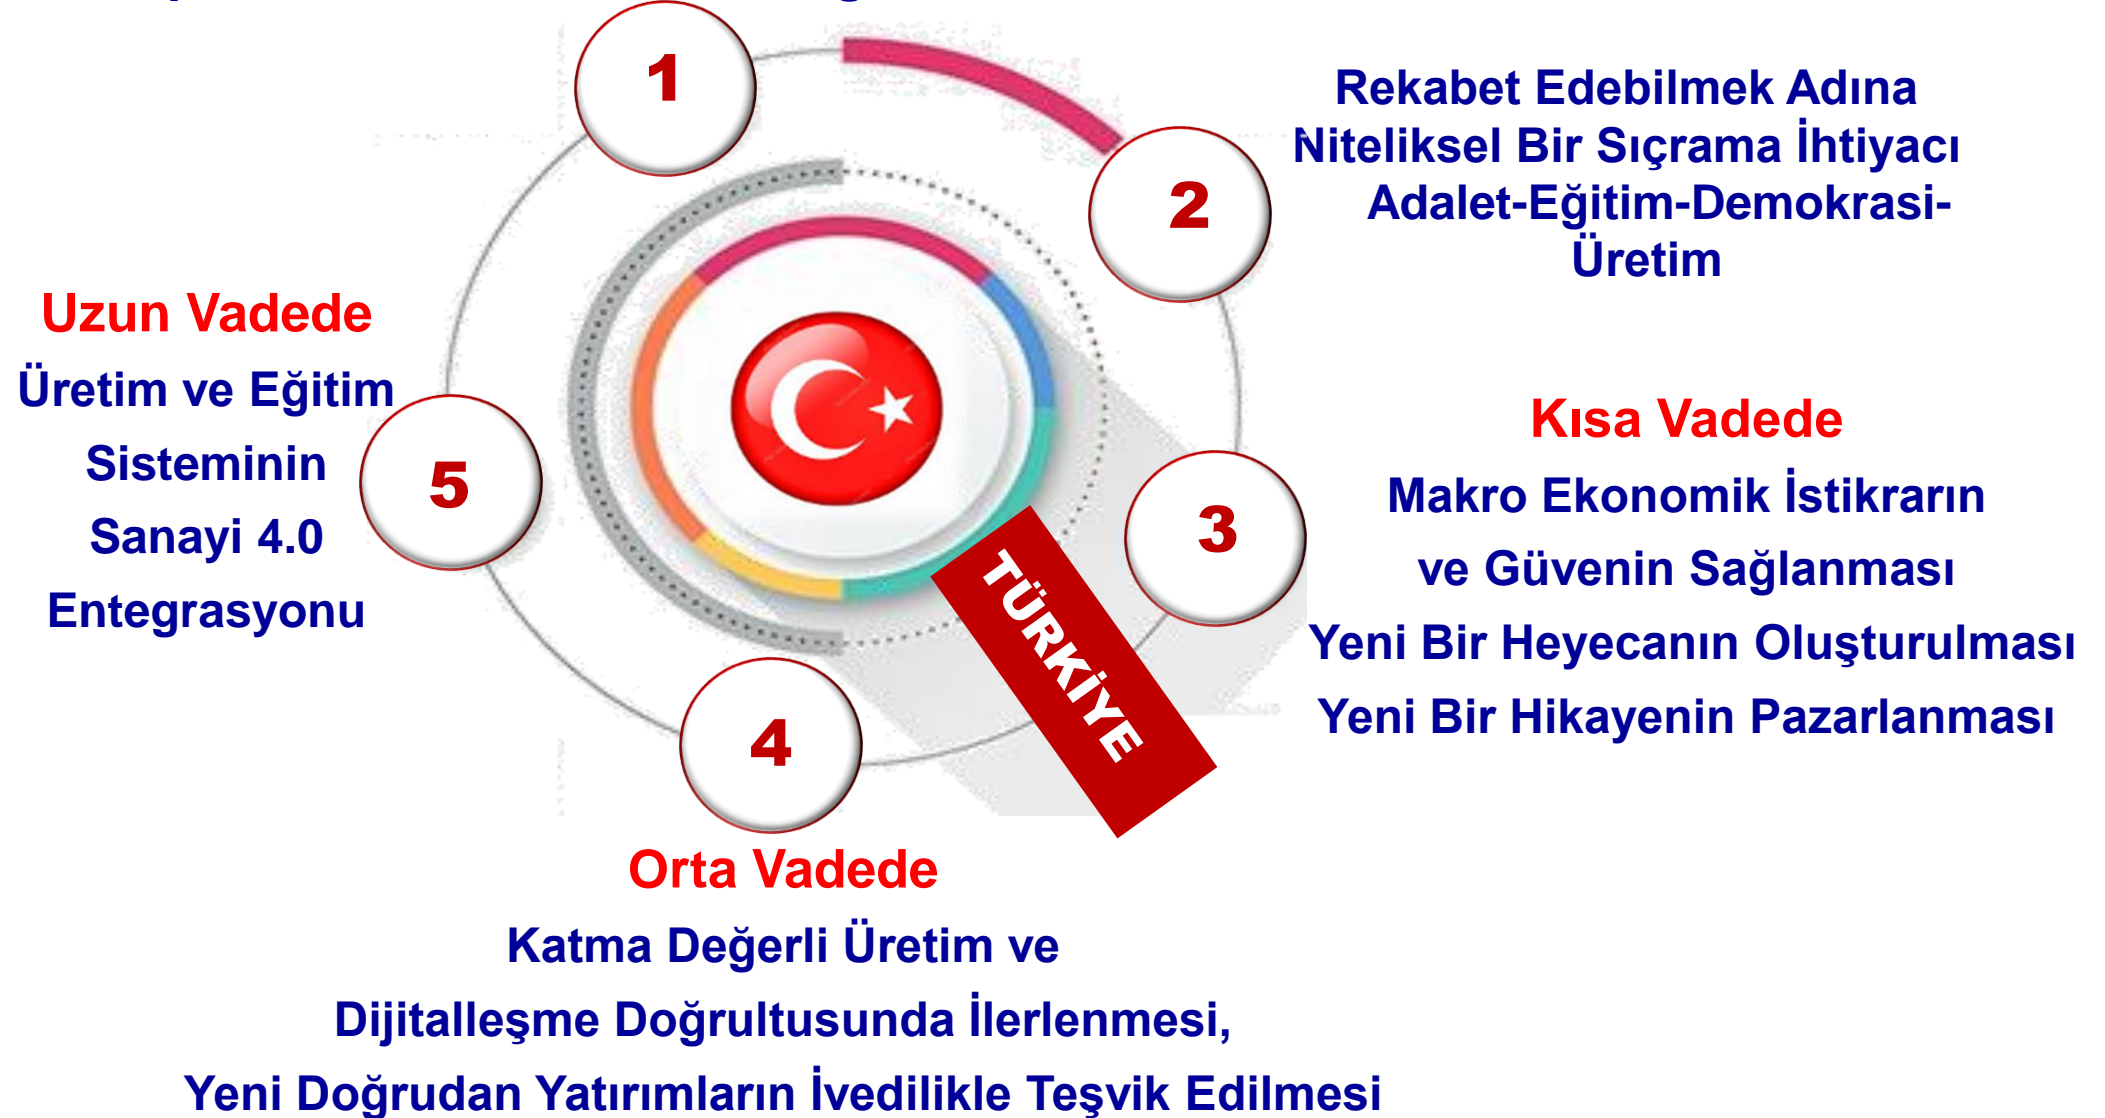 1
2
Rekabet Edebilmek Adına
Niteliksel Bir Sıçrama İhtiyacı
Adalet-Eğitim-Demokrasi-
Üretim
3
Kısa Vadede
Makro Ekonomik İstikrarın
ve Güvenin Sağlanması
Yeni Bir Heyecanın Oluşturulması
Yeni Bir Hikayenin Pazarlanması
TÜRKİYE
4
Orta Vadede
Katma Değerli Üretim ve
Dijitalleşme Doğrultusunda İlerlenmesi,
Yeni Doğrudan Yatırımların İvedilikle Teşvik Edilmesi
5
Uzun Vadede
Üretim ve Eğitim
Sisteminin
Sanayi 4.0
Entegrasyonu